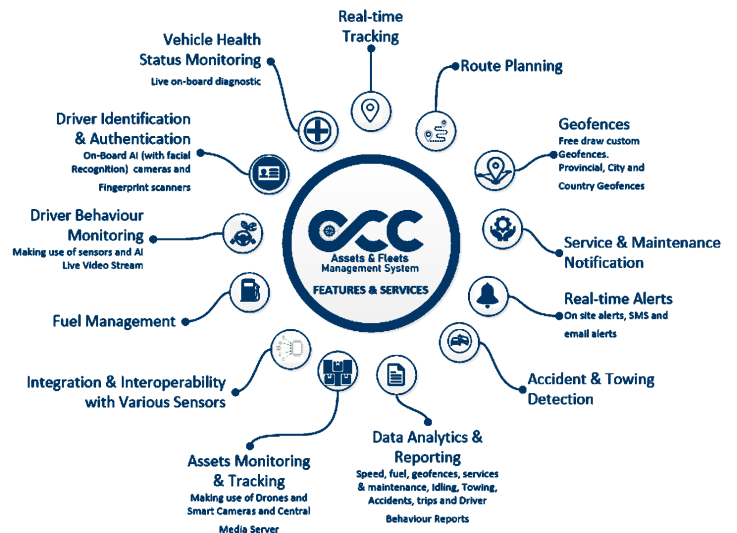 Real-time
Tracking
Route Planning
Geofences
Free draw custom
Geofences.
Provincial, City and
Country Geofences
Service & Maintenance
Notification
Real-time Alerts
On site alerts, SMS and
email alerts
Accident & Towing
Detection
Data Analytics &
Reporting
Speed, fuel, geofences, services
& maintenance, Idling, Towing,
Accidents, trips and Driver
Behaviour Reports
Assets Monitoring
& Tracking
Making use of Drones and
Smart Cameras and Central
Media Server
Integration & Interoperability
with Various Sensors
Fuel Management
Driver Behaviour
Monitoring
Making use of sensors and AI
Live Video Stream
Driver Identification
& Authentication
On-Board AI (with facial
Recognition) cameras and
Fingerprint scanners
Vehicle Health
Status Monitoring
Live on-board diagnostic
OCC
Assets & Fleets
Management System
FEATURES & SERVICES